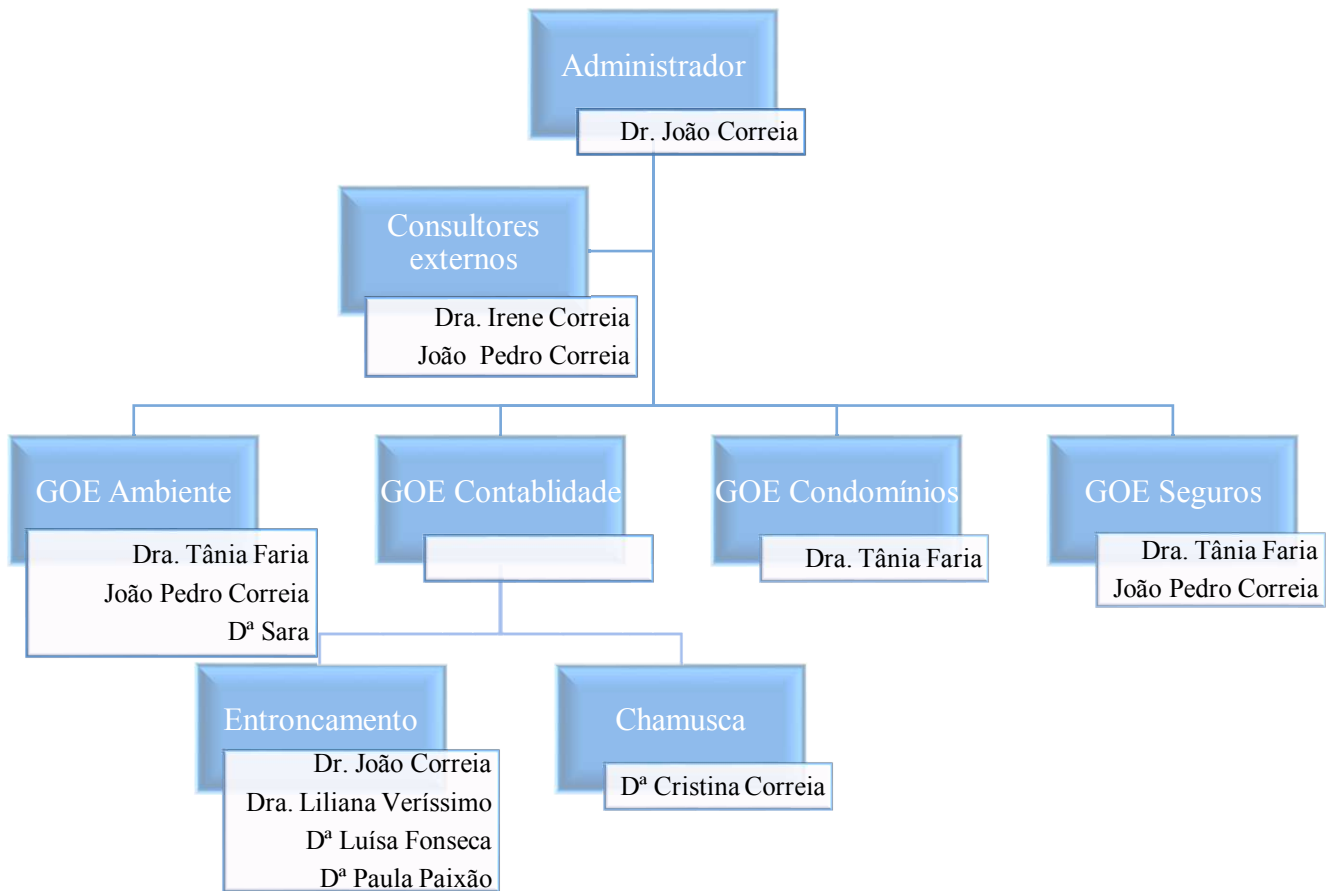 Administrador
Dr. João Correia
Consultores
externos
Dra. Irene Correia
João Pedro Correia
GOE Ambiente
Dra. Tânia Faria
João Pedro Correia
Dª Sara
GOE Contablidade
GOE Condomínios
Dra. Tânia Faria
GOE Seguros
Dra. Tânia Faria
João Pedro Correia
Entroncamento
Dr. João Correia
Dra. Liliana Veríssimo
Dª Luísa Fonseca
Dª Paula Paixão
Chamusca
Dª Cristina Correia